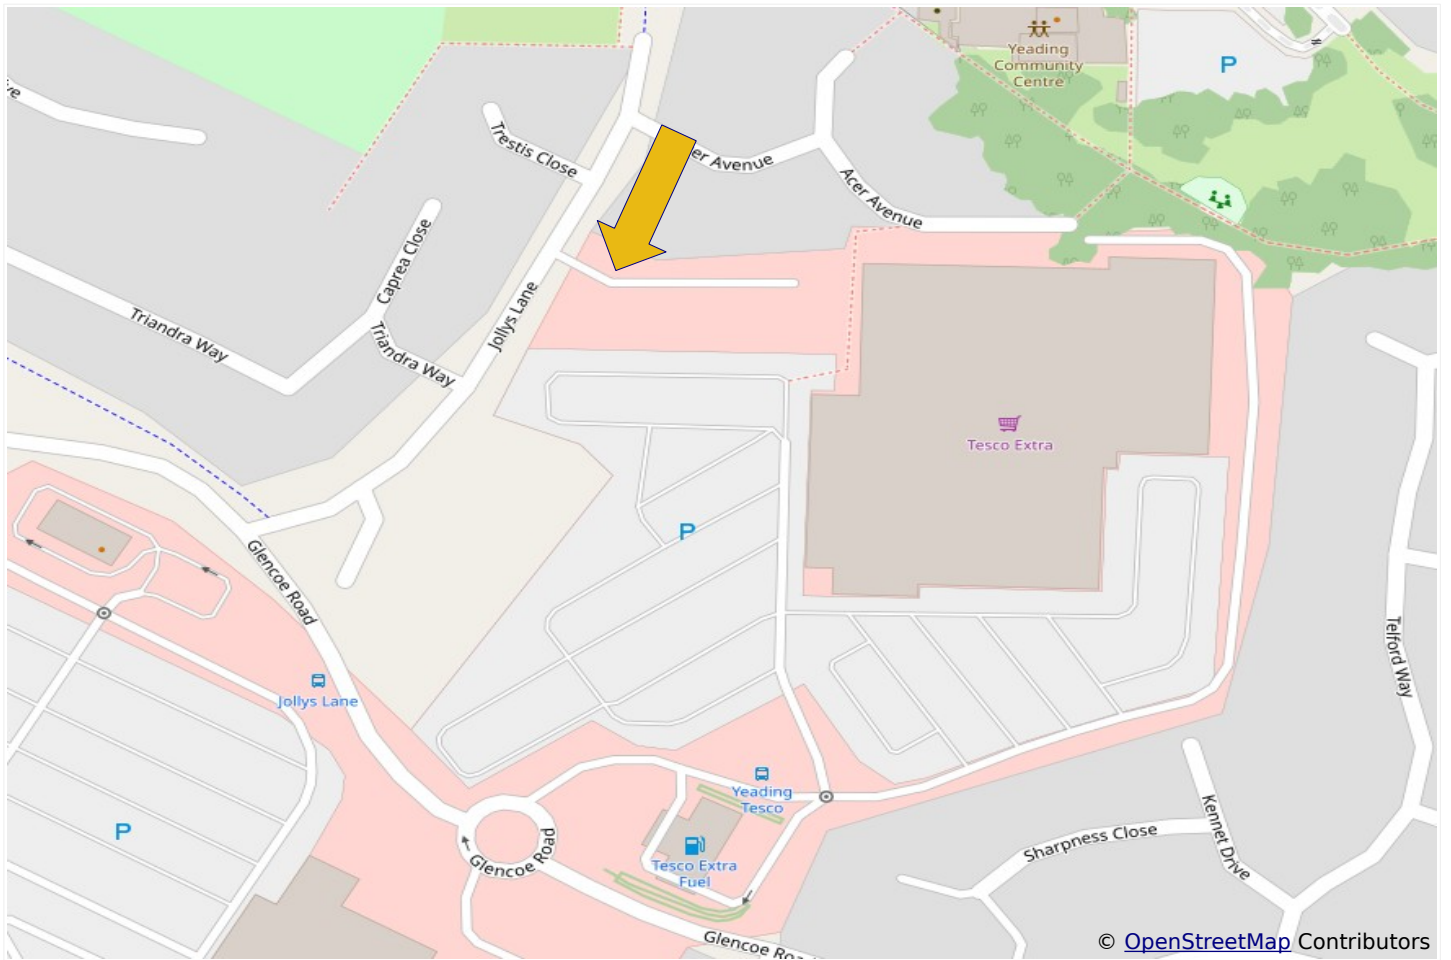 Yeading
Community
Centre
P
ve
Trestis Close
er Avenue
Acer Avenue
Caprea Close
Triandra Way
Triandra Way
Jollys Lane
Tesco Extra
P
Glencoe Road
Telford Way
Jollys Lane
Yeading
Tesco
Kennet Drive
Sharpness Close
P
Glencoe Road
Tesco Extra
Fuel
Glencoe Road
© OpenStreetMap Contributors